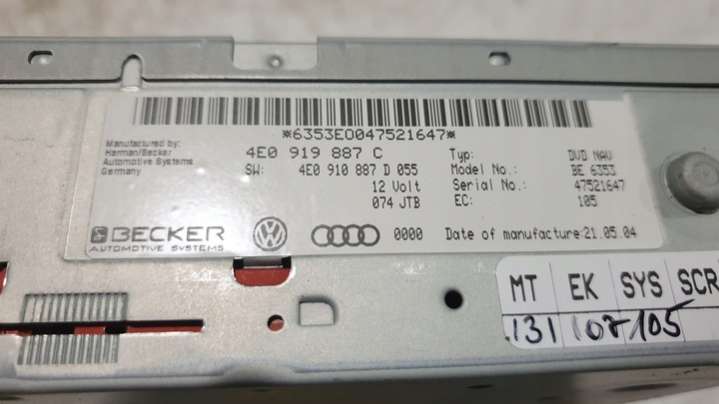 *6353E0047521647*
Manufactured by:
Harman/Becker
Automotive Systems
Germany
4E0 919 887 C
SW: 4E0 910 887 D 055
12 Volt
074 JTB
Typ: DVD NAV
Model No.: BE 6353
Serial No.: 47521647
EC: 105
BECKER
AUTOMOTIVE SYSTEMS
0000 Date of manufacture:21.05.04
MT EK SYS SCR
131 107 105